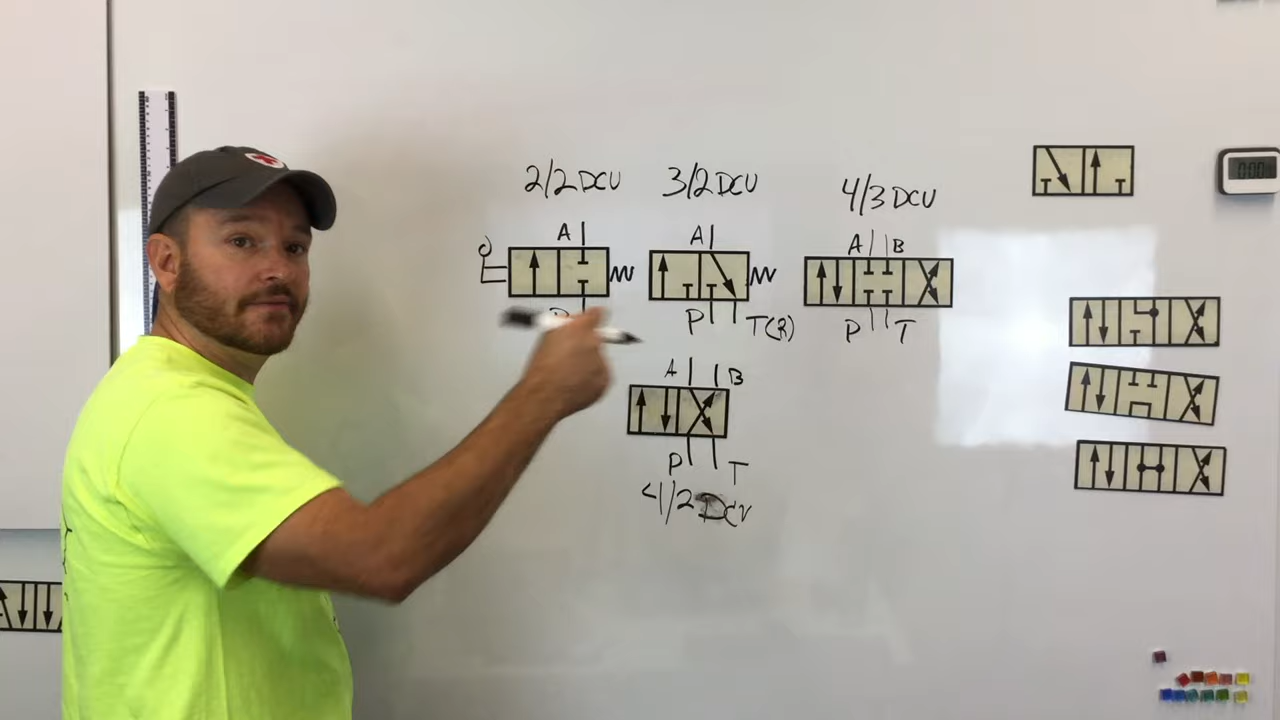 2/2 DCV 3/2 DCV 4/3 DCV
A A A B
P P T(R) P T
A B
P T
4/2 DCV